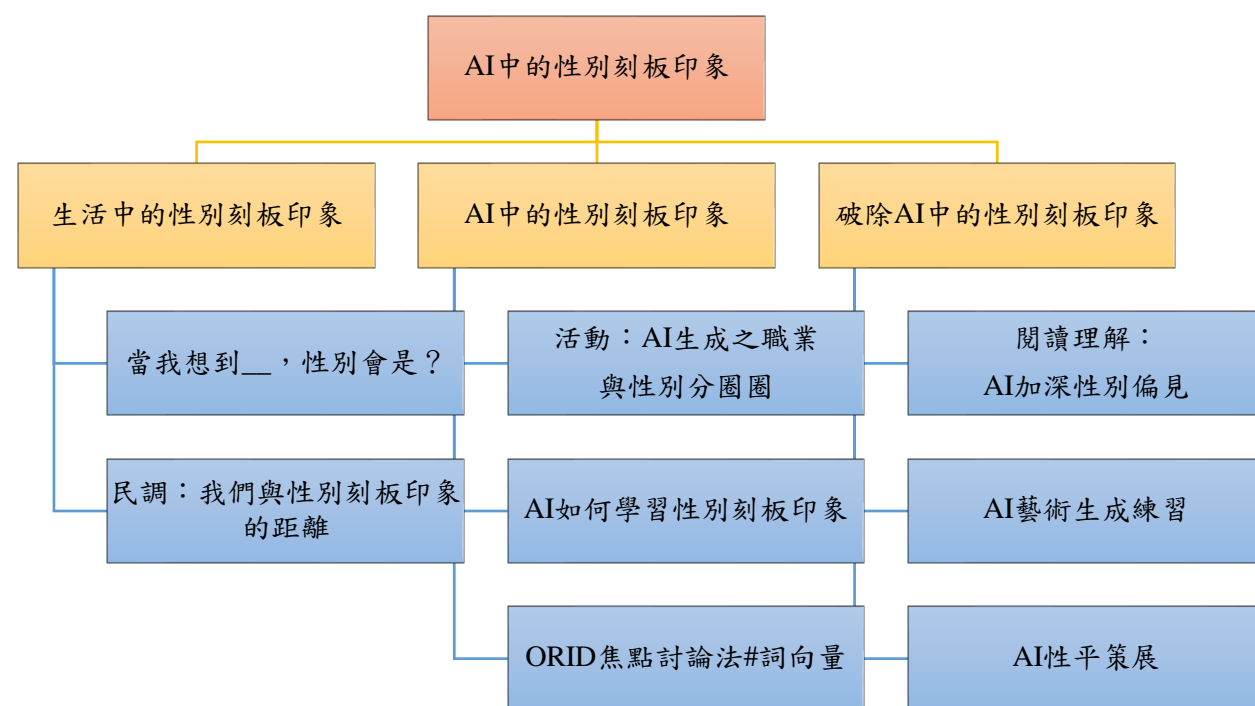 AI中的性別刻板印象
生活中的性別刻板印象
當我想到__,性別會是？
民調：我們與性別刻板印象
的距離
AI中的性別刻板印象
活動：AI生成之職業
與性別分圈圈
AI如何學習性別刻板印象
ORID焦點討論法#詞向量
破除AI中的性別刻板印象
閱讀理解：
AI加深性別偏見
AI藝術生成練習
AI性平策展